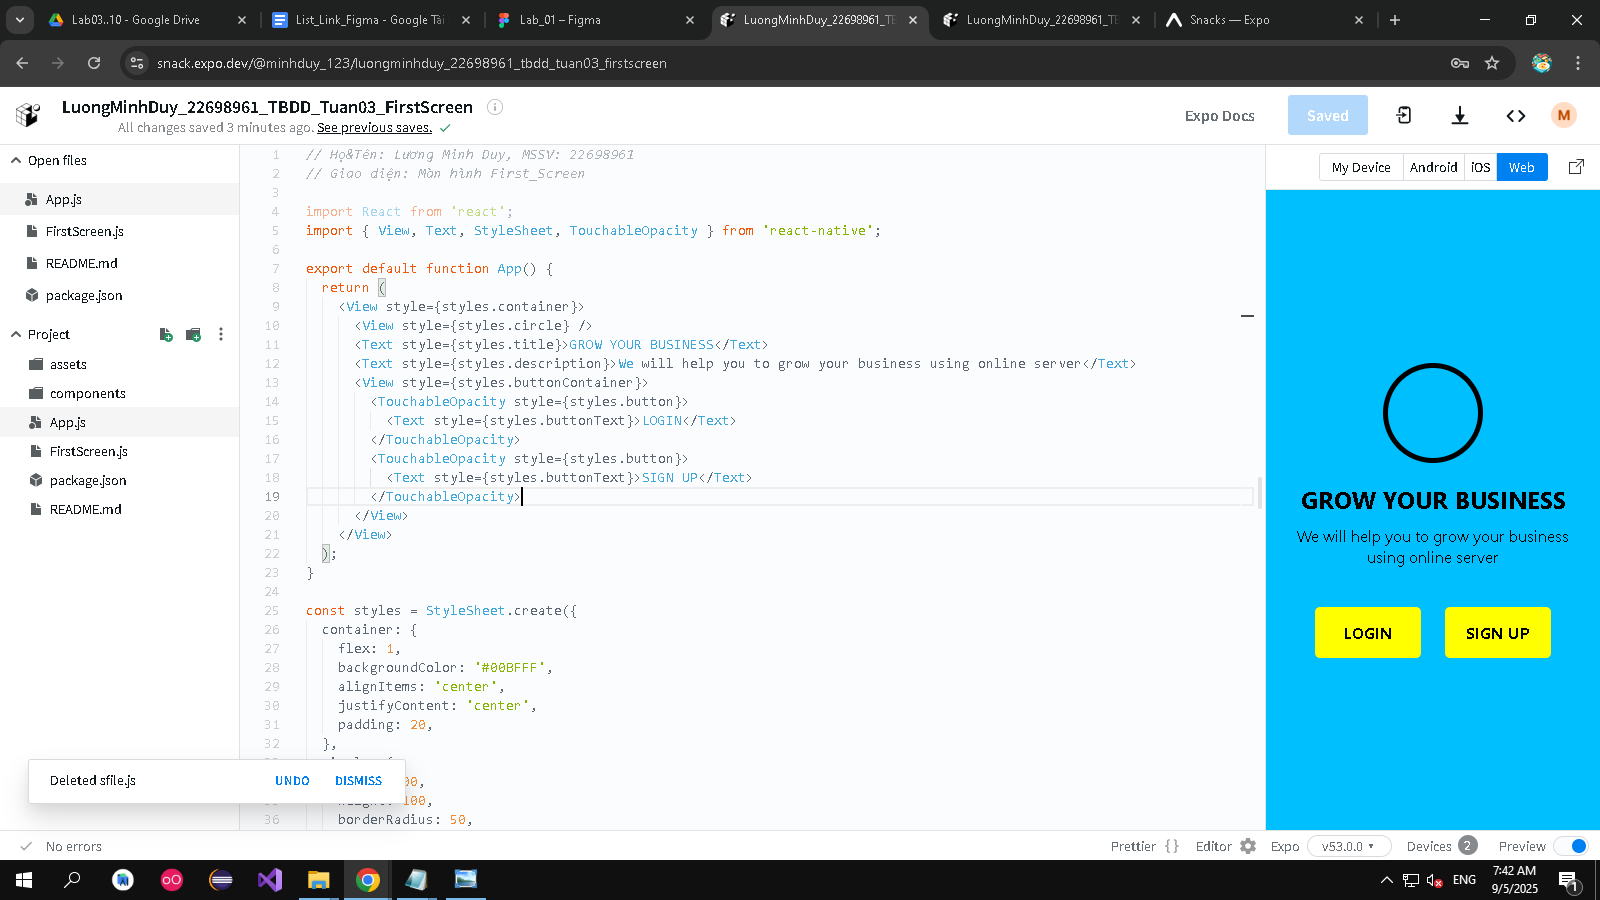 Lab03..10 - Google Drive
List_Link_Figma - Google Tài
Lab_01 – Figma
LuongMinhDuy_22698961_TB
LuongMinhDuy_22698961_TB
Snacks — Expo
snack.expo.dev/@minhduy_123/luongminhduy_22698961_tbdd_tuan03_firstscreen
LuongMinhDuy_22698961_TBDD_Tuan03_FirstScreen
All changes saved 3 minutes ago. See previous saves.
Expo Docs
Saved
M
Open files
App.js
FirstScreen.js
README.md
package.json
Project
assets
components
App.js
FirstScreen.js
package.json
README.md
1 // Họ&Tên: Lương Minh Duy, MSSV: 22698961
2 // Giao diện: Màn hình First_Screen
3
4 import React from 'react';
5 import { View, Text, StyleSheet, TouchableOpacity } from 'react-native';
6
7 export default function App() {
8 return (
9 <View style={styles.container}>
10 <View style={styles.circle} />
11 <Text style={styles.title}>GROW YOUR BUSINESS</Text>
12 <Text style={styles.description}>We will help you to grow your business using online server</Text>
13 <View style={styles.buttonContainer}>
14 <TouchableOpacity style={styles.button}>
15 <Text style={styles.buttonText}>LOGIN</Text>
16 </TouchableOpacity>
17 <TouchableOpacity style={styles.button}>
18 <Text style={styles.buttonText}>SIGN UP</Text>
19 </TouchableOpacity>
20 </View>
21 </View>
22 );
23 }
24
25 const styles = StyleSheet.create({
26 container: {
27 flex: 1,
28 backgroundColor: '#00BFFF',
29 alignItems: 'center',
30 justifyContent: 'center',
31 padding: 20,
32 },
00,
100,
36 borderRadius: 50,
Deleted sfile.js
UNDO
DISMISS
My Device
Android
iOS
Web
GROW YOUR BUSINESS
We will help you to grow your business
using online server
LOGIN
SIGN UP
No errors
Prettier { }
Editor
Expo
v53.0.0
Devices 2
Preview
ENG
7:42 AM
9/5/2025
1